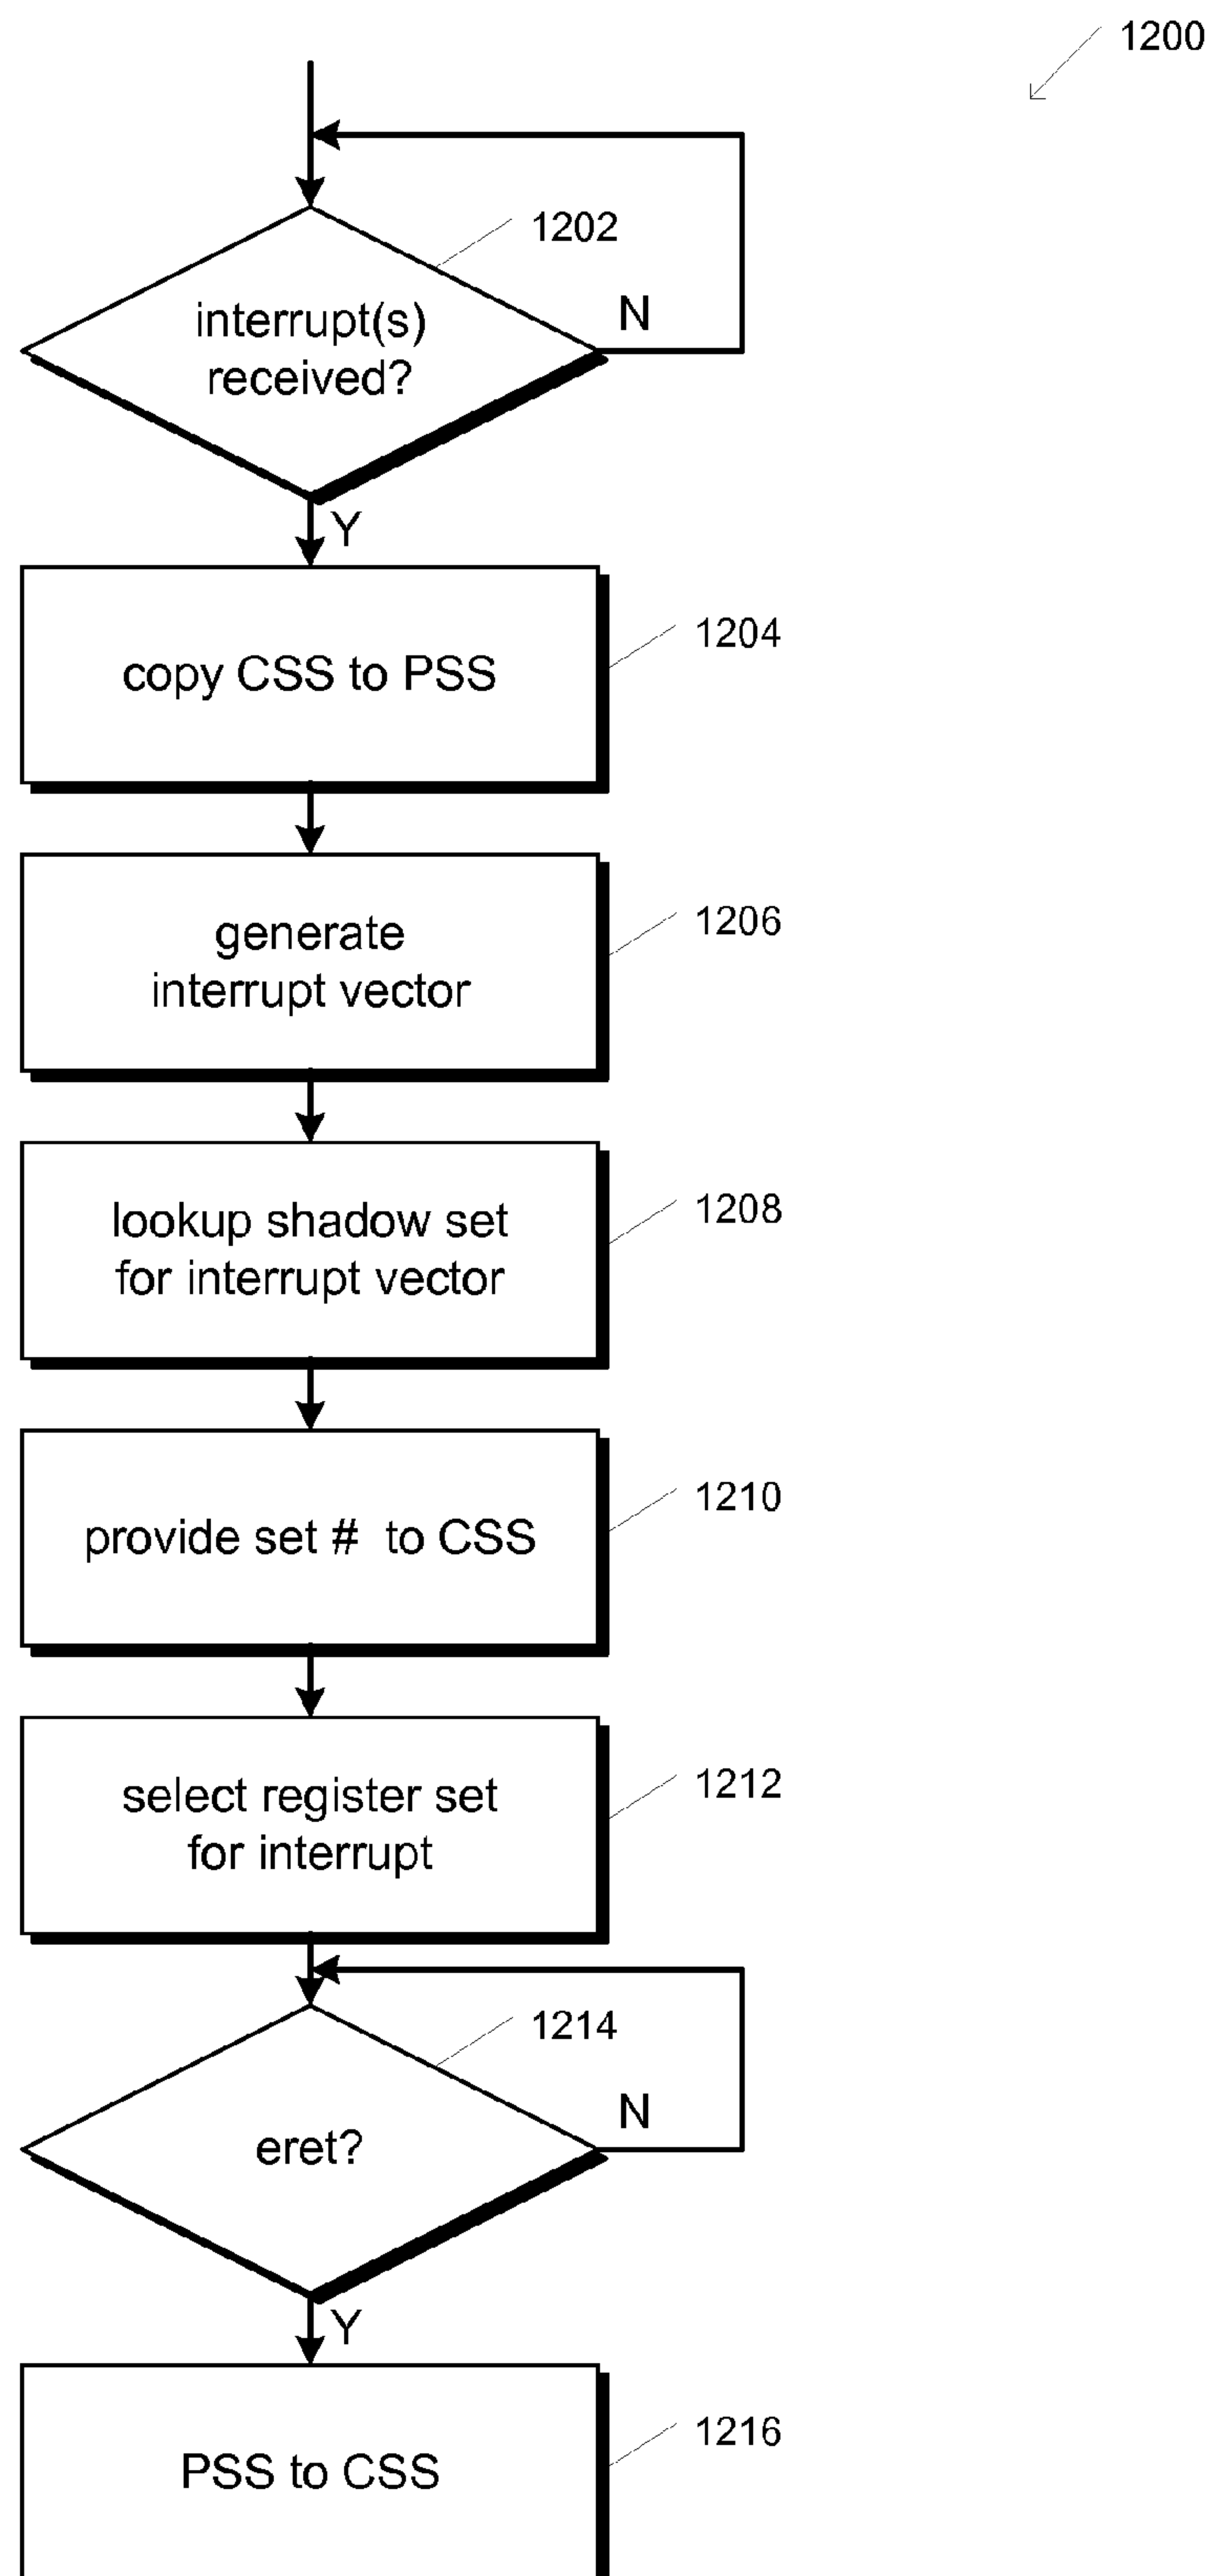 1200
1202
interrupt(s)
received?
N
Y
copy CSS to PSS
1204
generate
interrupt vector
1206
lookup shadow set
for interrupt vector
1208
provide set # to CSS
1210
select register set
for interrupt
1212
1214
eret?
N
Y
PSS to CSS
1216